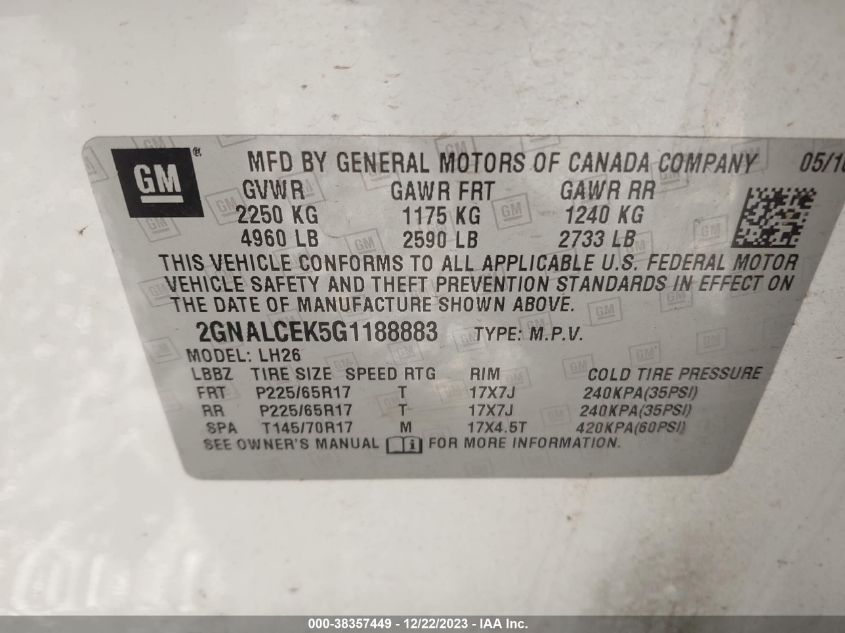 GM ® MFD BY GENERAL MOTORS OF CANADA COMPANY 05/16
GVWR GAWR FRT GAWR RR
2250 KG 1175 KG 1240 KG
4960 LB 2590 LB 2733 LB
THIS VEHICLE CONFORMS TO ALL APPLICABLE U.S. FEDERAL MOTOR
VEHICLE SAFETY AND THEFT PREVENTION STANDARDS IN EFFECT ON
THE DATE OF MANUFACTURE SHOWN ABOVE.
2GNALCEK5G1188883 TYPE: M.P.V.
MODEL: LH26
LBBZ TIRE SIZE SPEED RTG RIM COLD TIRE PRESSURE
FRT P225/65R17 T 17X7J 240KPA(35PSI)
RR P225/65R17 T 17X7J 240KPA(35PSI)
SPA T145/70R17 M 17X4.5T 420KPA(60PSI)
SEE OWNER'S MANUAL FOR MORE INFORMATION.
000-38357449 - 12/22/2023 - IAA Inc.